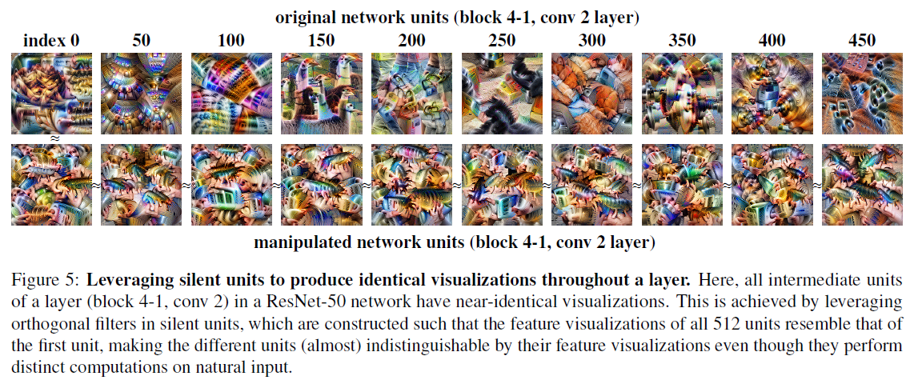 original network units (block 4-1, conv 2 layer)
index 0 50 100 150 200 250 300 350 400 450
≈
≈ ≈ ≈ ≈ ≈ ≈ ≈ ≈ ≈
manipulated network units (block 4-1, conv 2 layer)
Figure 5: Leveraging silent units to produce identical visualizations throughout a layer. Here, all intermediate units
of a layer (block 4-1, conv 2) in a ResNet-50 network have near-identical visualizations. This is achieved by leveraging
orthogonal filters in silent units, which are constructed such that the feature visualizations of all 512 units resemble that of
the first unit, making the different units (almost) indistinguishable by their feature visualizations even though they perform
distinct computations on natural input.